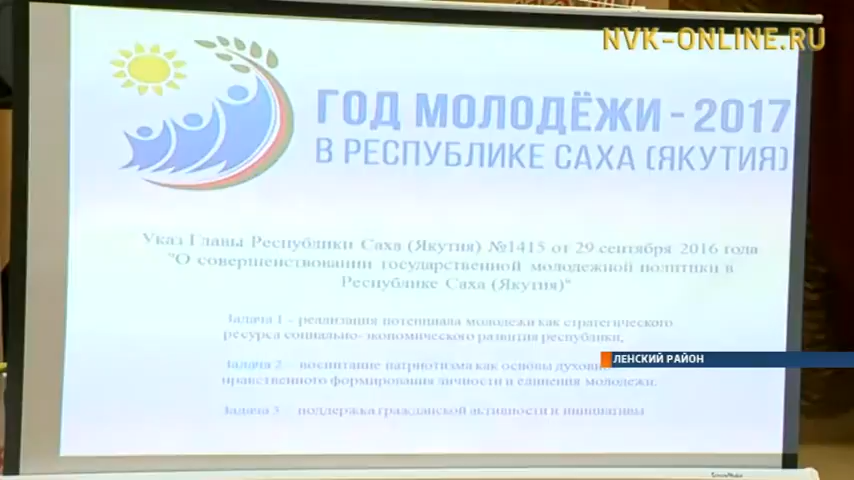 NVK-ONLINE.RU
ГОД МОЛОДЁЖИ - 2017
В РЕСПУБЛИКЕ САХА (ЯКУТИЯ)
Указ Главы Республики Саха (Якутия) №1415 от 29 сентября 2016 года
"О совершенствовании государственной молодежной политики в
Республике Саха (Якутия)"
Задача 1 – реализация потенциала молодежи как стратегического
ресурса социально-экономического развития республики,
Задача 2 – воспитание патриотизма как основы духовно
нравственного формирования личности и единения молодежи,
Задача 3 – поддержка гражданской активности и инициативы
ЛЕНСКИЙ РАЙОН